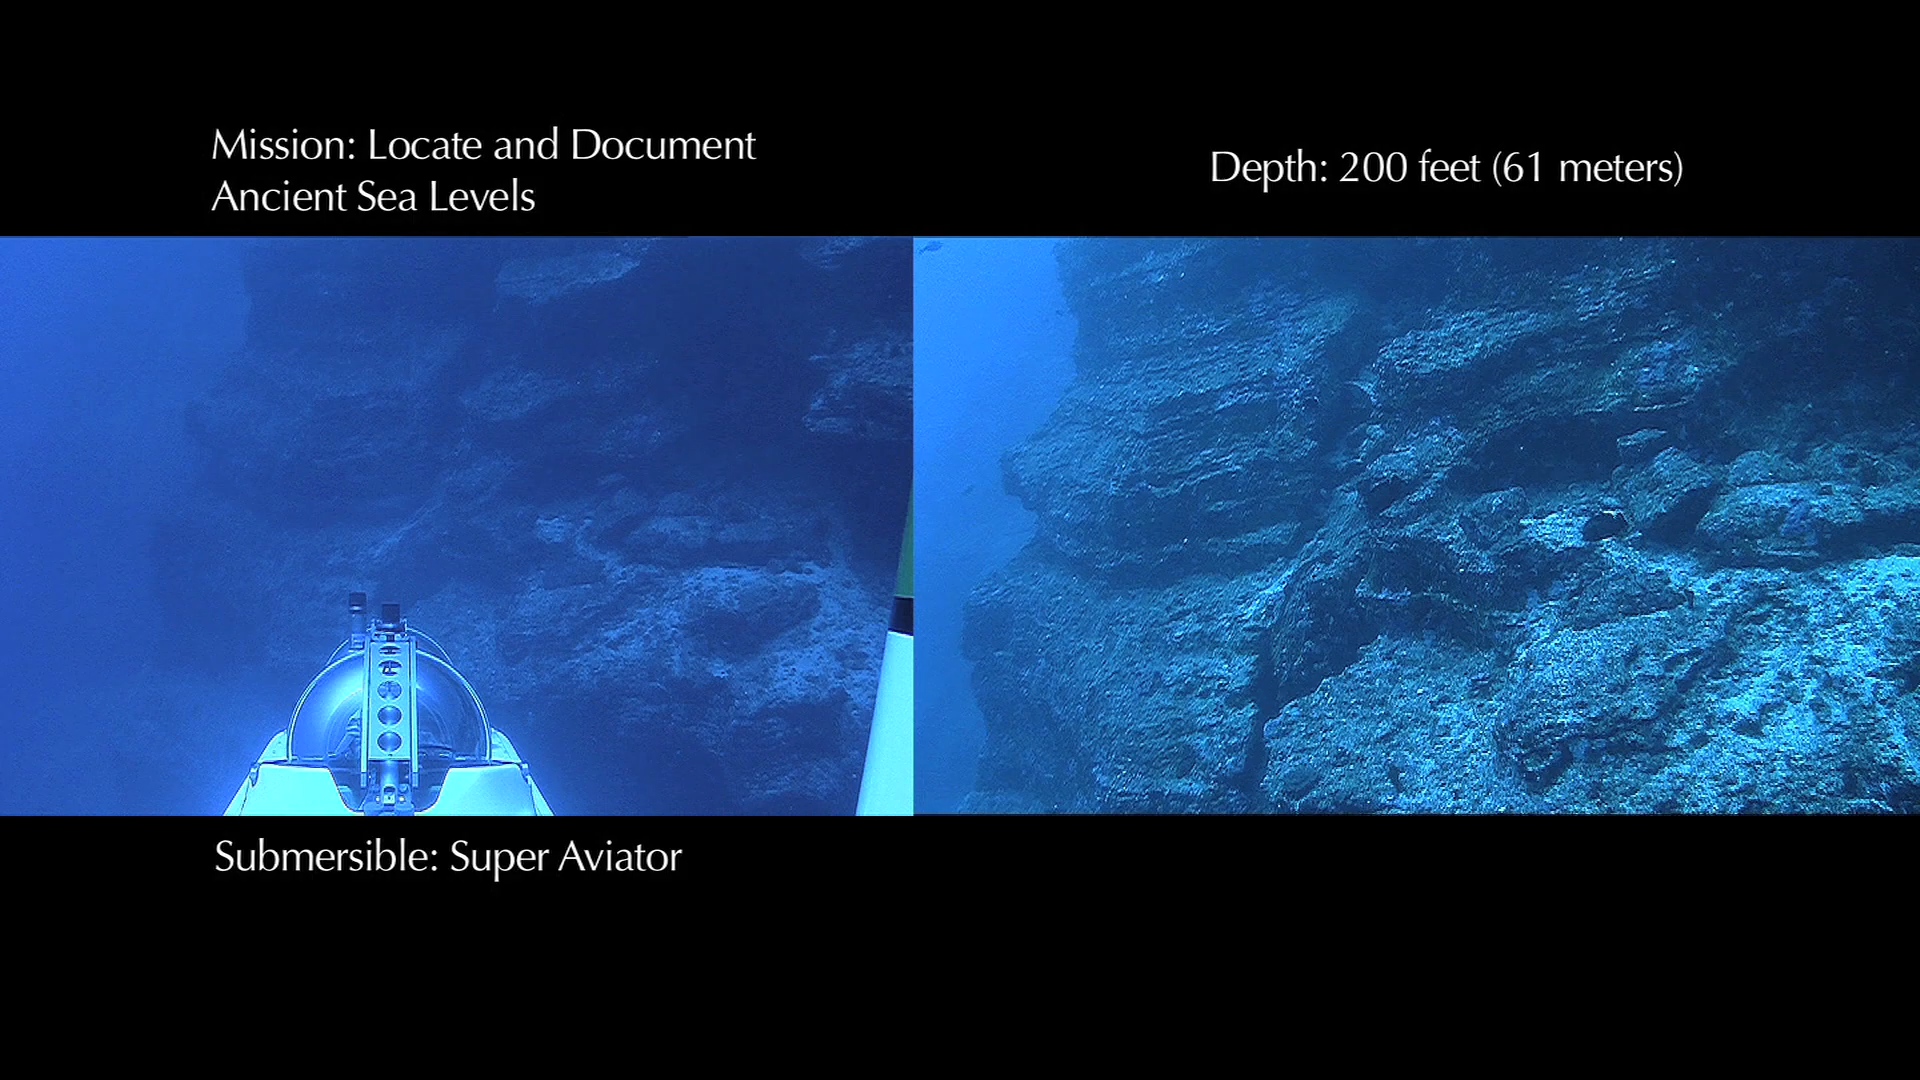 Mission: Locate and Document
Ancient Sea Levels
Depth: 200 feet (61 meters)
Submersible: Super Aviator